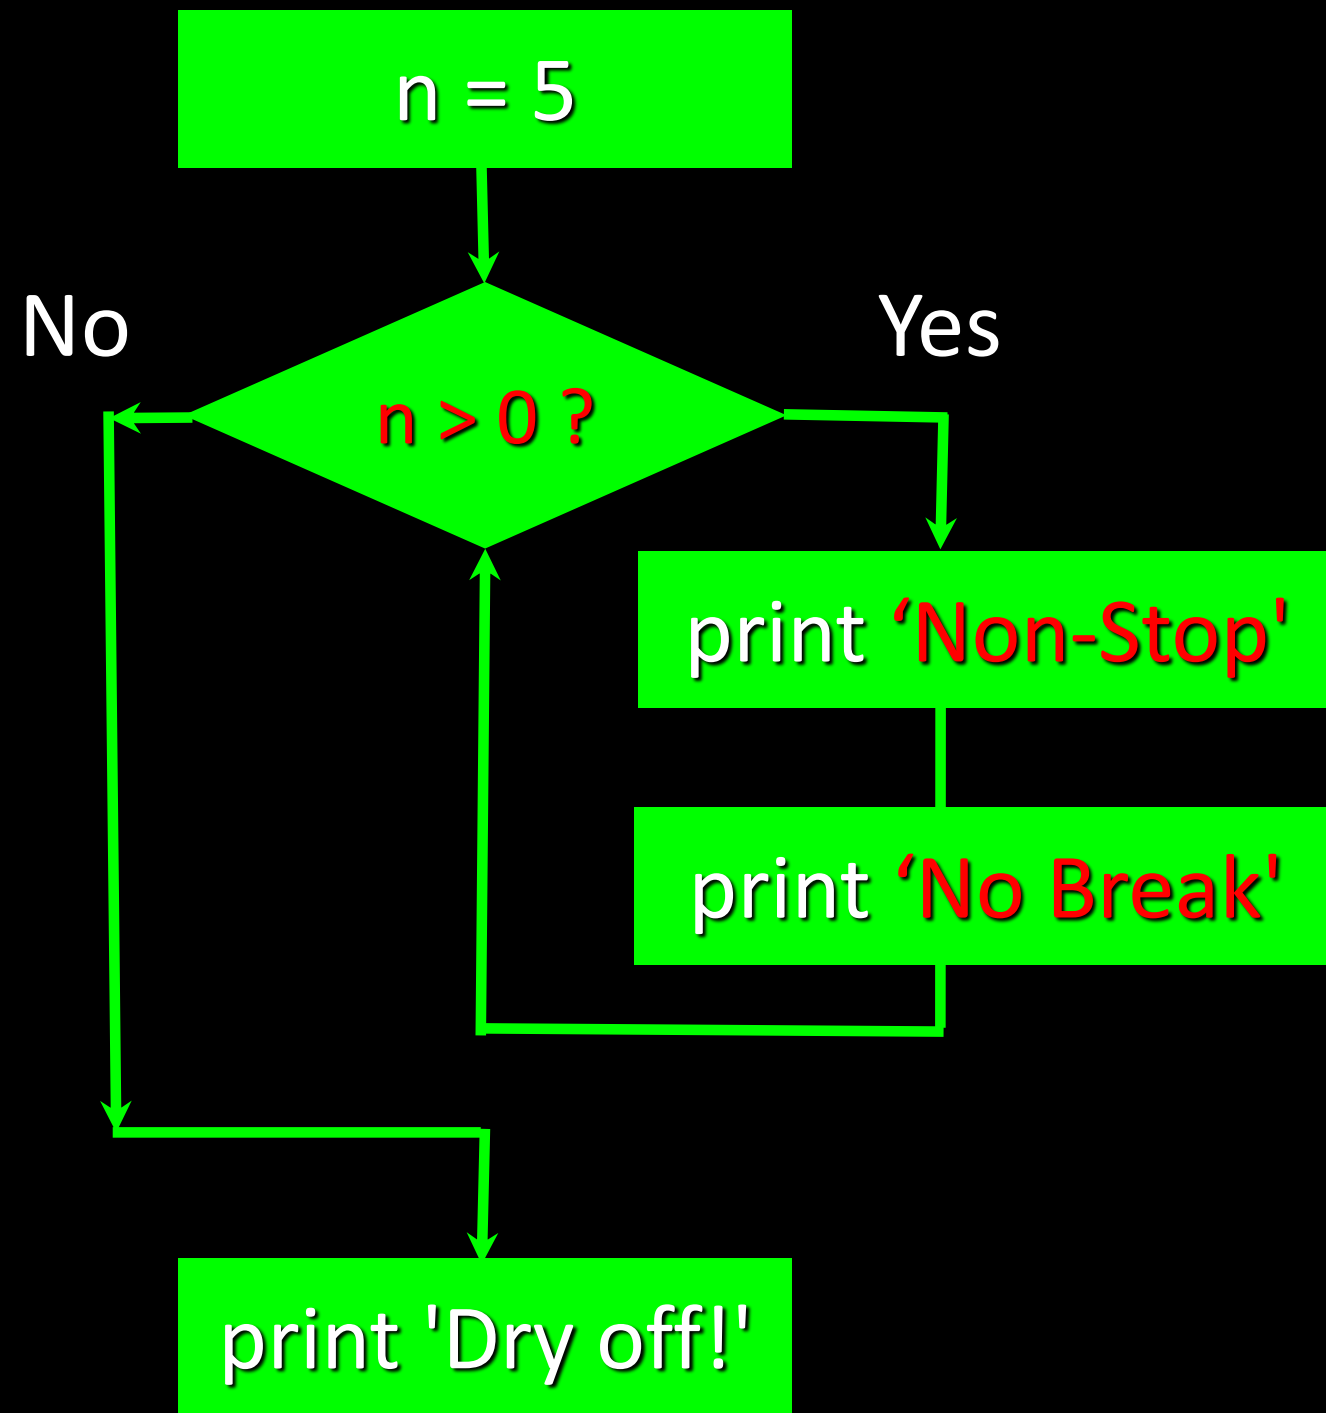 n = 5
No
Yes
n > 0 ?
print ‘Non-Stop'
print ‘No Break'
print 'Dry off!'